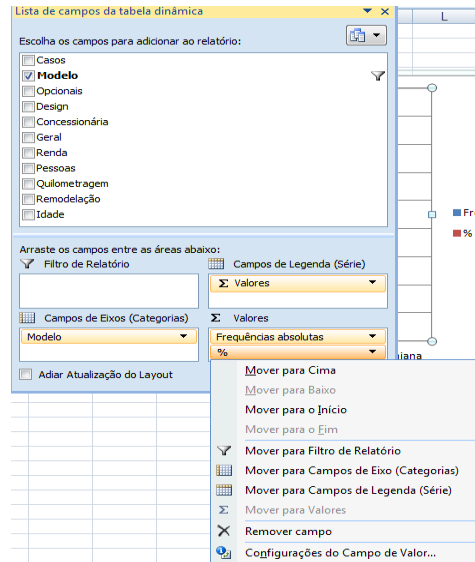 Lista de campos da tabela dinâmica
L
Escolha os campos para adicionar ao relatório:
Casos
Modelo
Opcionais
Design
Concessionária
Geral
Renda
Pessoas
Quilometragem
Remodelação
Idade
Fr
%
Arraste os campos entre as áreas abaixo:
Filtro de Relatório
Campos de Legenda (Série)
Σ Valores
Campos de Eixos (Categorias)
Σ Valores
Modelo
Frequências absolutas
%
Adiar Atualização do Layout
Mover para Cima
Mover para Baixo
Mover para o Início
Mover para o Fim
Mover para Filtro de Relatório
Mover para Campos de Eixo (Categorias)
Mover para Campos de Legenda (Série)
Σ Mover para Valores
Remover campo
Configurações do Campo de Valor...